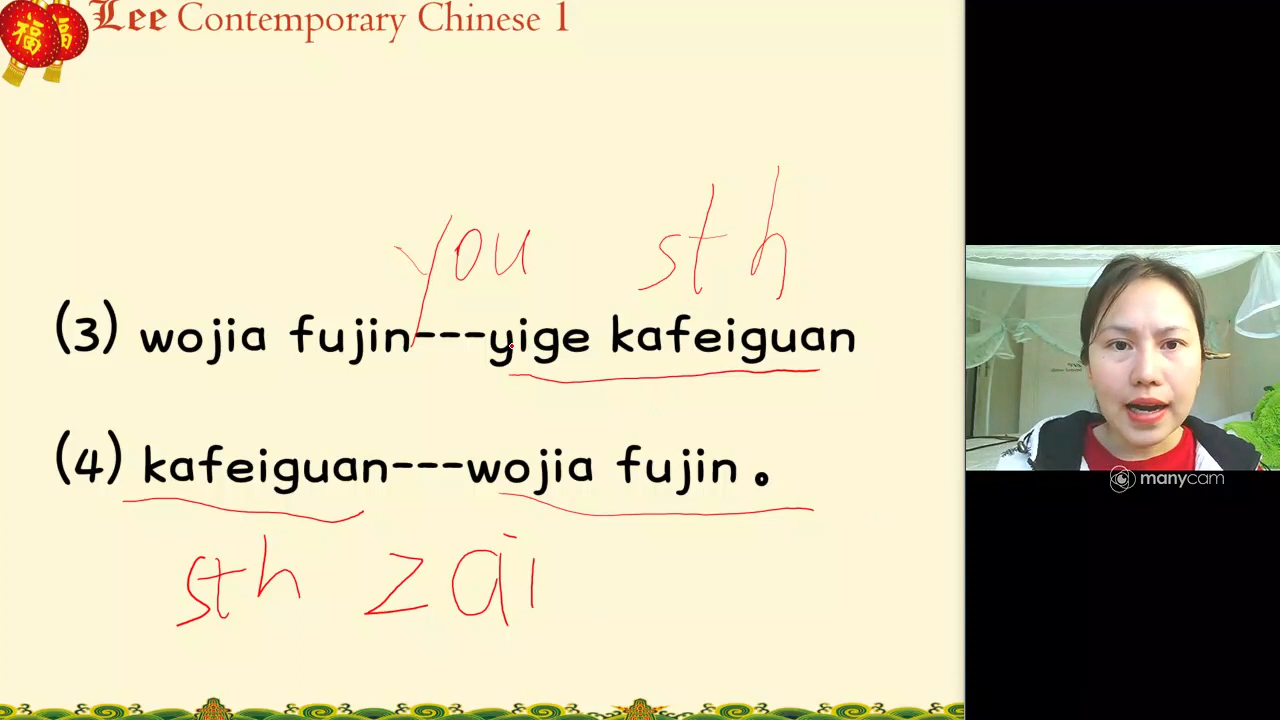 福 福
Lee Contemporary Chinese 1
you sth
(3) wojia fujin---yige kafeiguan
(4) kafeiguan---wojia fujin。
sth zai
manycam